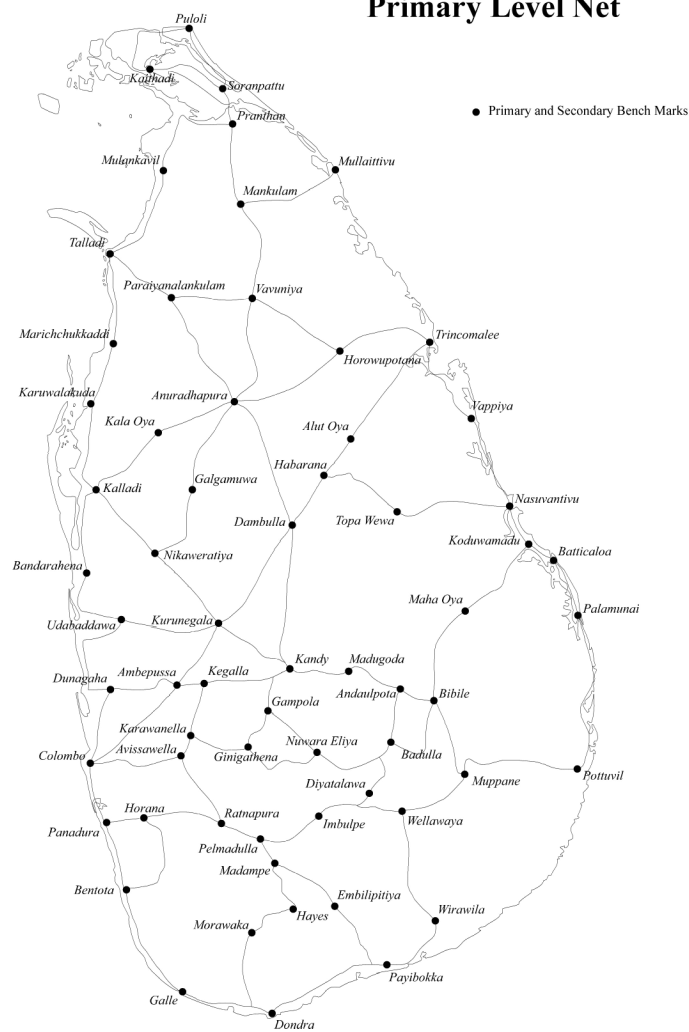 Primary Level Net
Puloli
Kaithadi
Soranpattu
Primary and Secondary Bench Marks
Pranthan
Mulankavil
Mullaittivu
Mankulam
Talladi
Paraiyanalankulam
Vavuniya
Marichchukkaddi
Trincomalee
Horowupotana
Karuwalakuda
Anuradhapura
Vappiya
Kala Oya
Alut Oya
Habarana
Kalladi
Galgamuwa
Nasuvantivu
Dambulla
Topa Wewa
Koduwamadu
Batticaloa
Nikaweratiya
Bandarahena
Maha Oya
Palamunai
Udabaddawa
Kurunegala
Kandy
Madugoda
Dunagaha
Ambepussa
Kegalla
Andaulpota
Bibile
Gampola
Karawanella
Avissawella
Nuwara Eliya
Colombo
Ginigathena
Badulla
Pottuvil
Muppane
Diyatalawa
Horana
Ratnapura
Imbulpe
Wellawaya
Panadura
Pelmadulla
Madampe
Bentota
Embilipitiya
Hayes
Wirawila
Morawaka
Payibokka
Galle
Dondra